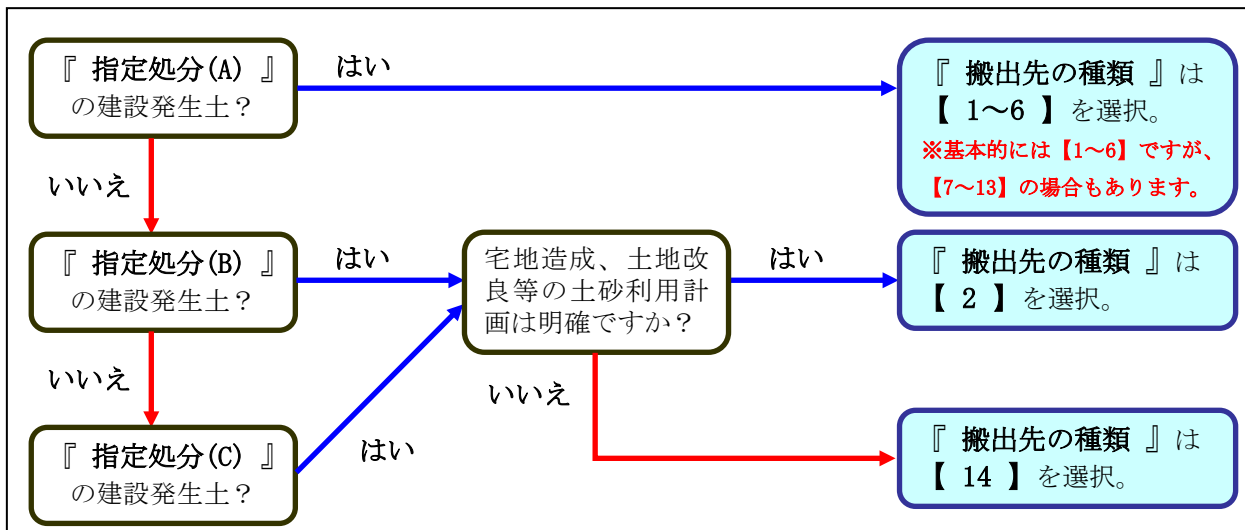 『 指定処分(A) 』
の建設発生土？
はい
『 搬出先の種類 』は
【 1～6 】を選択。
※基本的には【1～6】ですが、
【7～13】の場合もあります。
いいえ
『 指定処分(B) 』
の建設発生土？
はい
宅地造成、土地改
良等の土砂利用計
画は明確ですか？
はい
『 搬出先の種類 』は
【 2 】を選択。
いいえ
いいえ
『 指定処分(C) 』
の建設発生土？
はい
『 搬出先の種類 』は
【 14 】を選択。